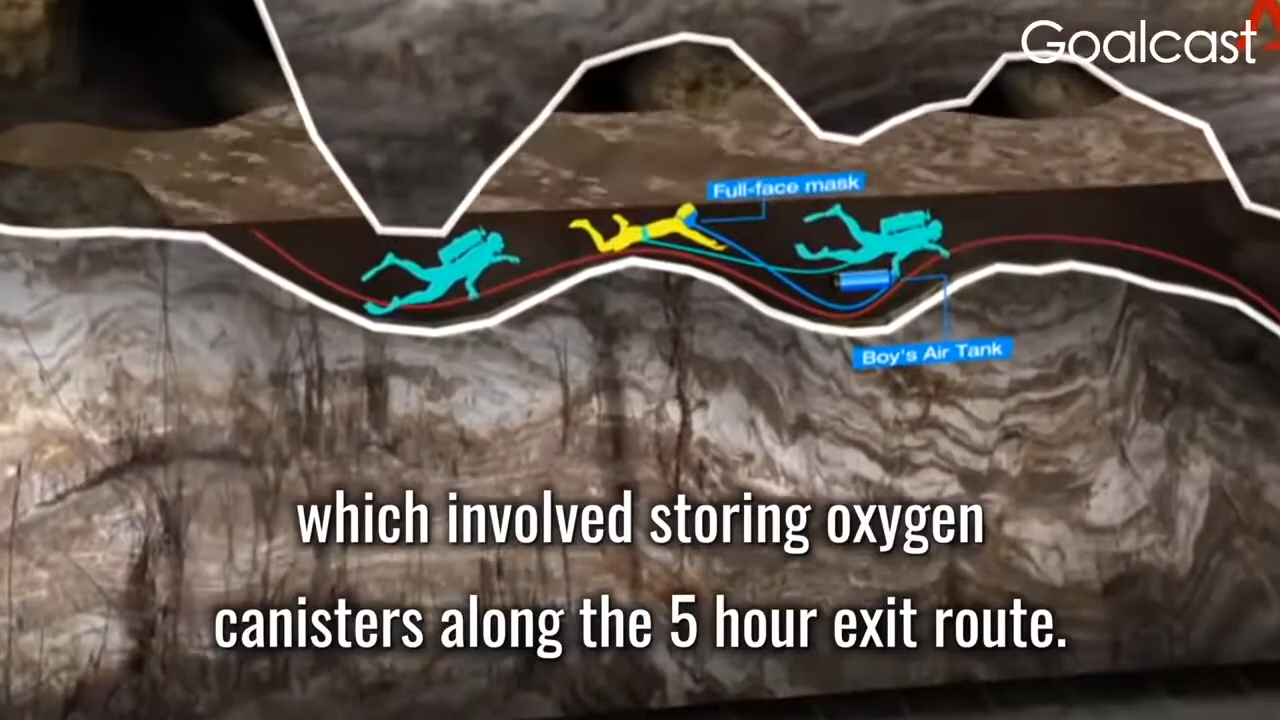 Goalcast
Full-face mask
Boy's Air Tank
which involved storing oxygen
canisters along the 5 hour exit route.